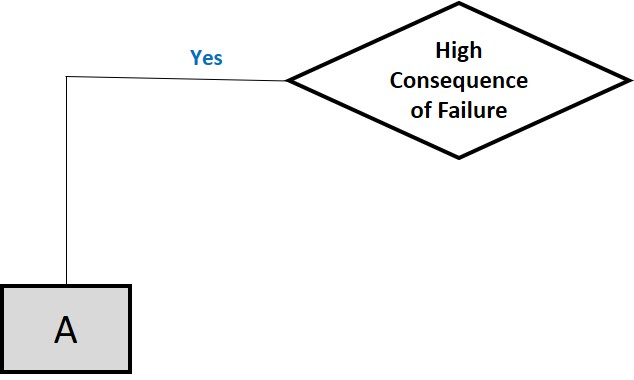 High
Yes
Consequence
of Failure
A